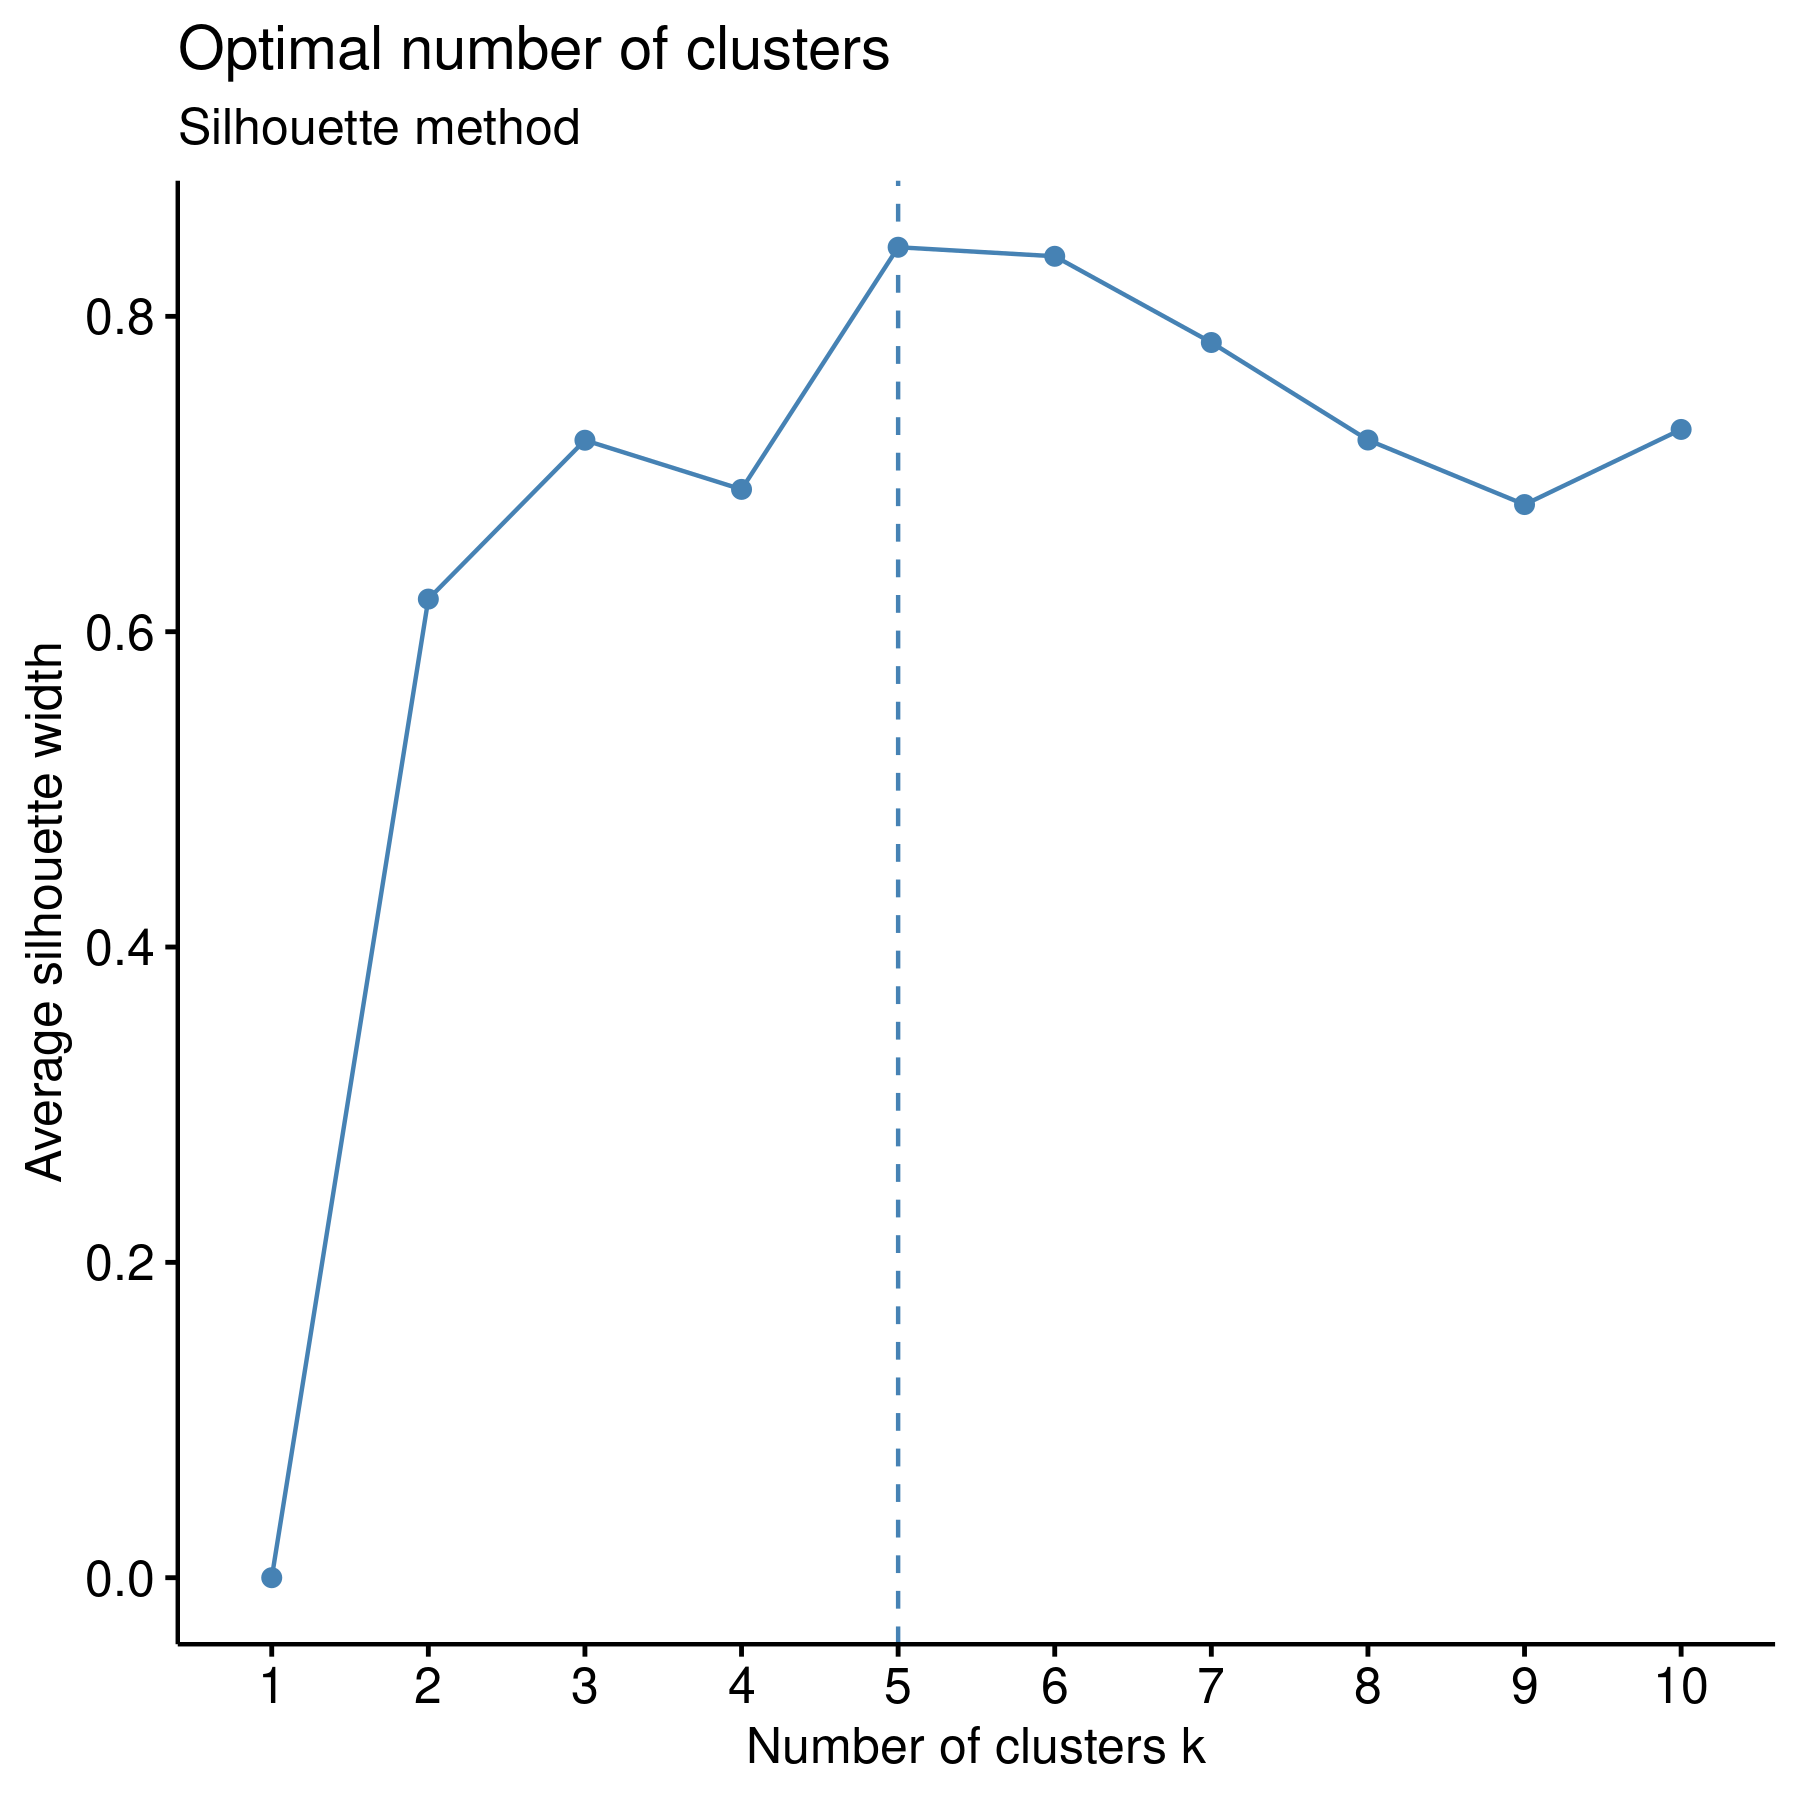 Optimal number of clusters
Silhouette method
0.8
0.6
0.4
0.2
0.0
Average silhouette width
1 2 3 4 5 6 7 8 9 10
Number of clusters k